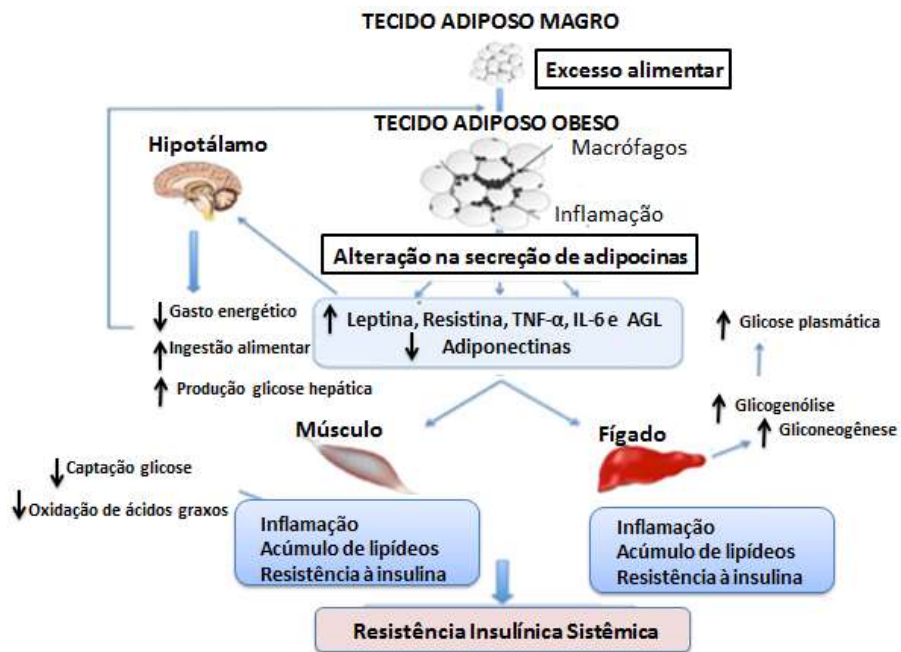 TECIDO ADIPOSO MAGRO
Excesso alimentar
TECIDO ADIPOSO OBESO
Hipotálamo
Macrófagos
Inflamação
Alteração na secreção de adipocinas
Gasto energético
Ingestão alimentar
Produção glicose hepática
Leptina, Resistina, TNF-α, IL-6 e AGL
Adiponectinas
Glicose plasmática
Glicogenólise
Gliconeogênese
Músculo
Fígado
Captação glicose
Oxidação de ácidos graxos
Inflamação
Acúmulo de lipídeos
Resistência à insulina
Inflamação
Acúmulo de lipídeos
Resistência à insulina
Resistência Insulínica Sistêmica